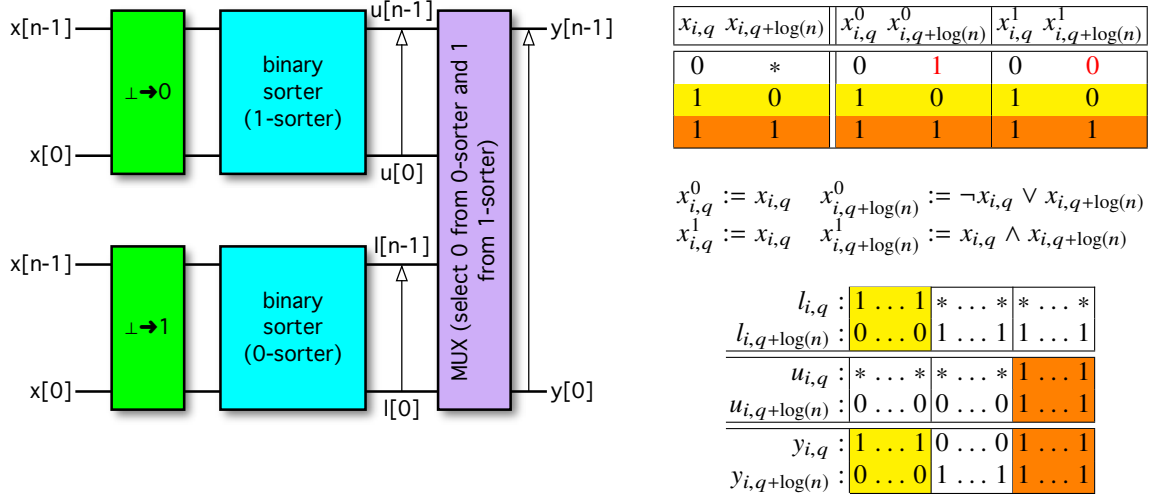 u[n-1]
x[n-1]
y[n-1]
⊥➜0
binary
sorter
(1-sorter)
x[0]
u[0]
MUX (select 0 from 0-sorter and 1
from 1-sorter)
l[n-1]
x[n-1]
⊥➜1
binary
sorter
(0-sorter)
x[0]
y[0]
l[0]
x_{i,q} x_{i,q+log(n)} x^0_{i,q} x^0_{i,q+log(n)} x^1_{i,q} x^1_{i,q+log(n)}
0 * 0 1 0 0
1 0 1 0 1 0
1 1 1 1 1 1
x^0_{i,q} := x_{i,q} x^0_{i,q+log(n)} := ¬x_{i,q} ∨ x_{i,q+log(n)}
x^1_{i,q} := x_{i,q} x^1_{i,q+log(n)} := x_{i,q} ∧ x_{i,q+log(n)}
l_{i,q} : 1 … 1 * … * * … *
l_{i,q+log(n)} : 0 … 0 1 … 1 1 … 1
u_{i,q} : * … * * … * 1 … 1
u_{i,q+log(n)} : 0 … 0 0 … 0 1 … 1
y_{i,q} : 1 … 1 0 … 0 1 … 1
y_{i,q+log(n)} : 0 … 0 1 … 1 1 … 1